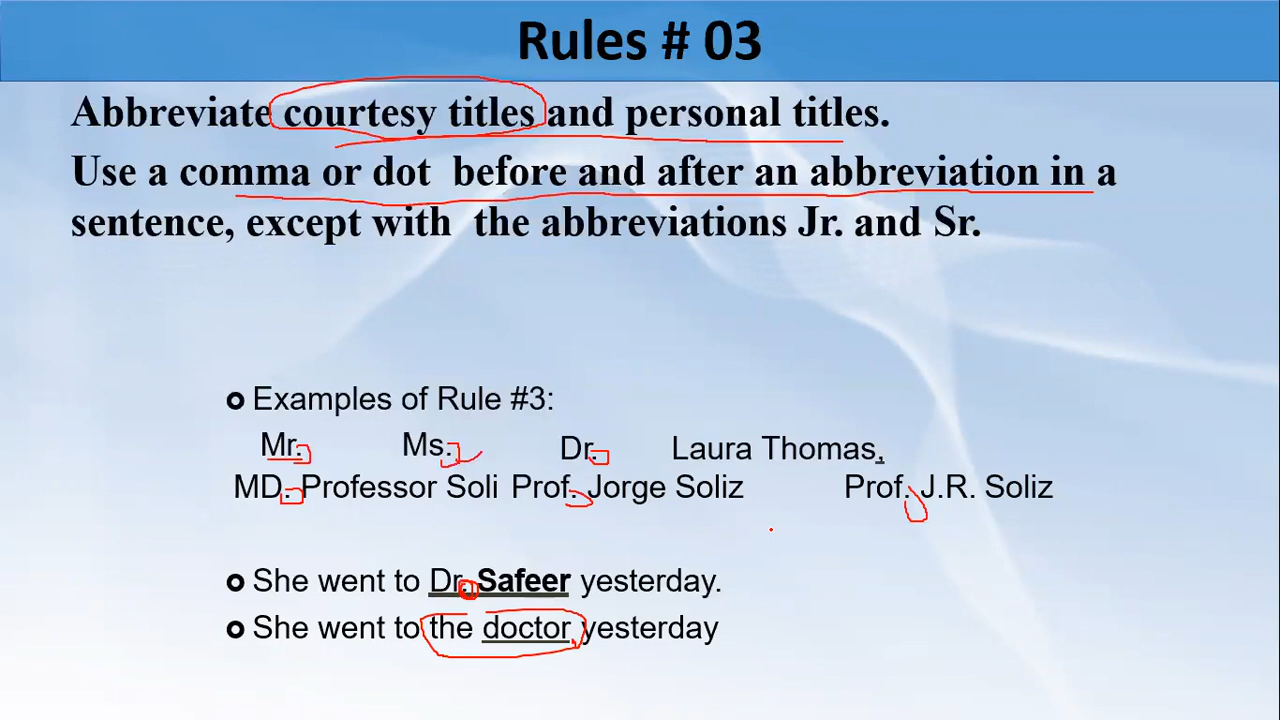 Rules # 03
Abbreviate courtesy titles and personal titles.
Use a comma or dot before and after an abbreviation in a
sentence, except with the abbreviations Jr. and Sr.
Examples of Rule #3:
Mr. Ms. Dr. Laura Thomas,
MD. Professor Soli Prof. Jorge Soliz Prof. J.R. Soliz
She went to Dr. Safeer yesterday.
She went to the doctor yesterday